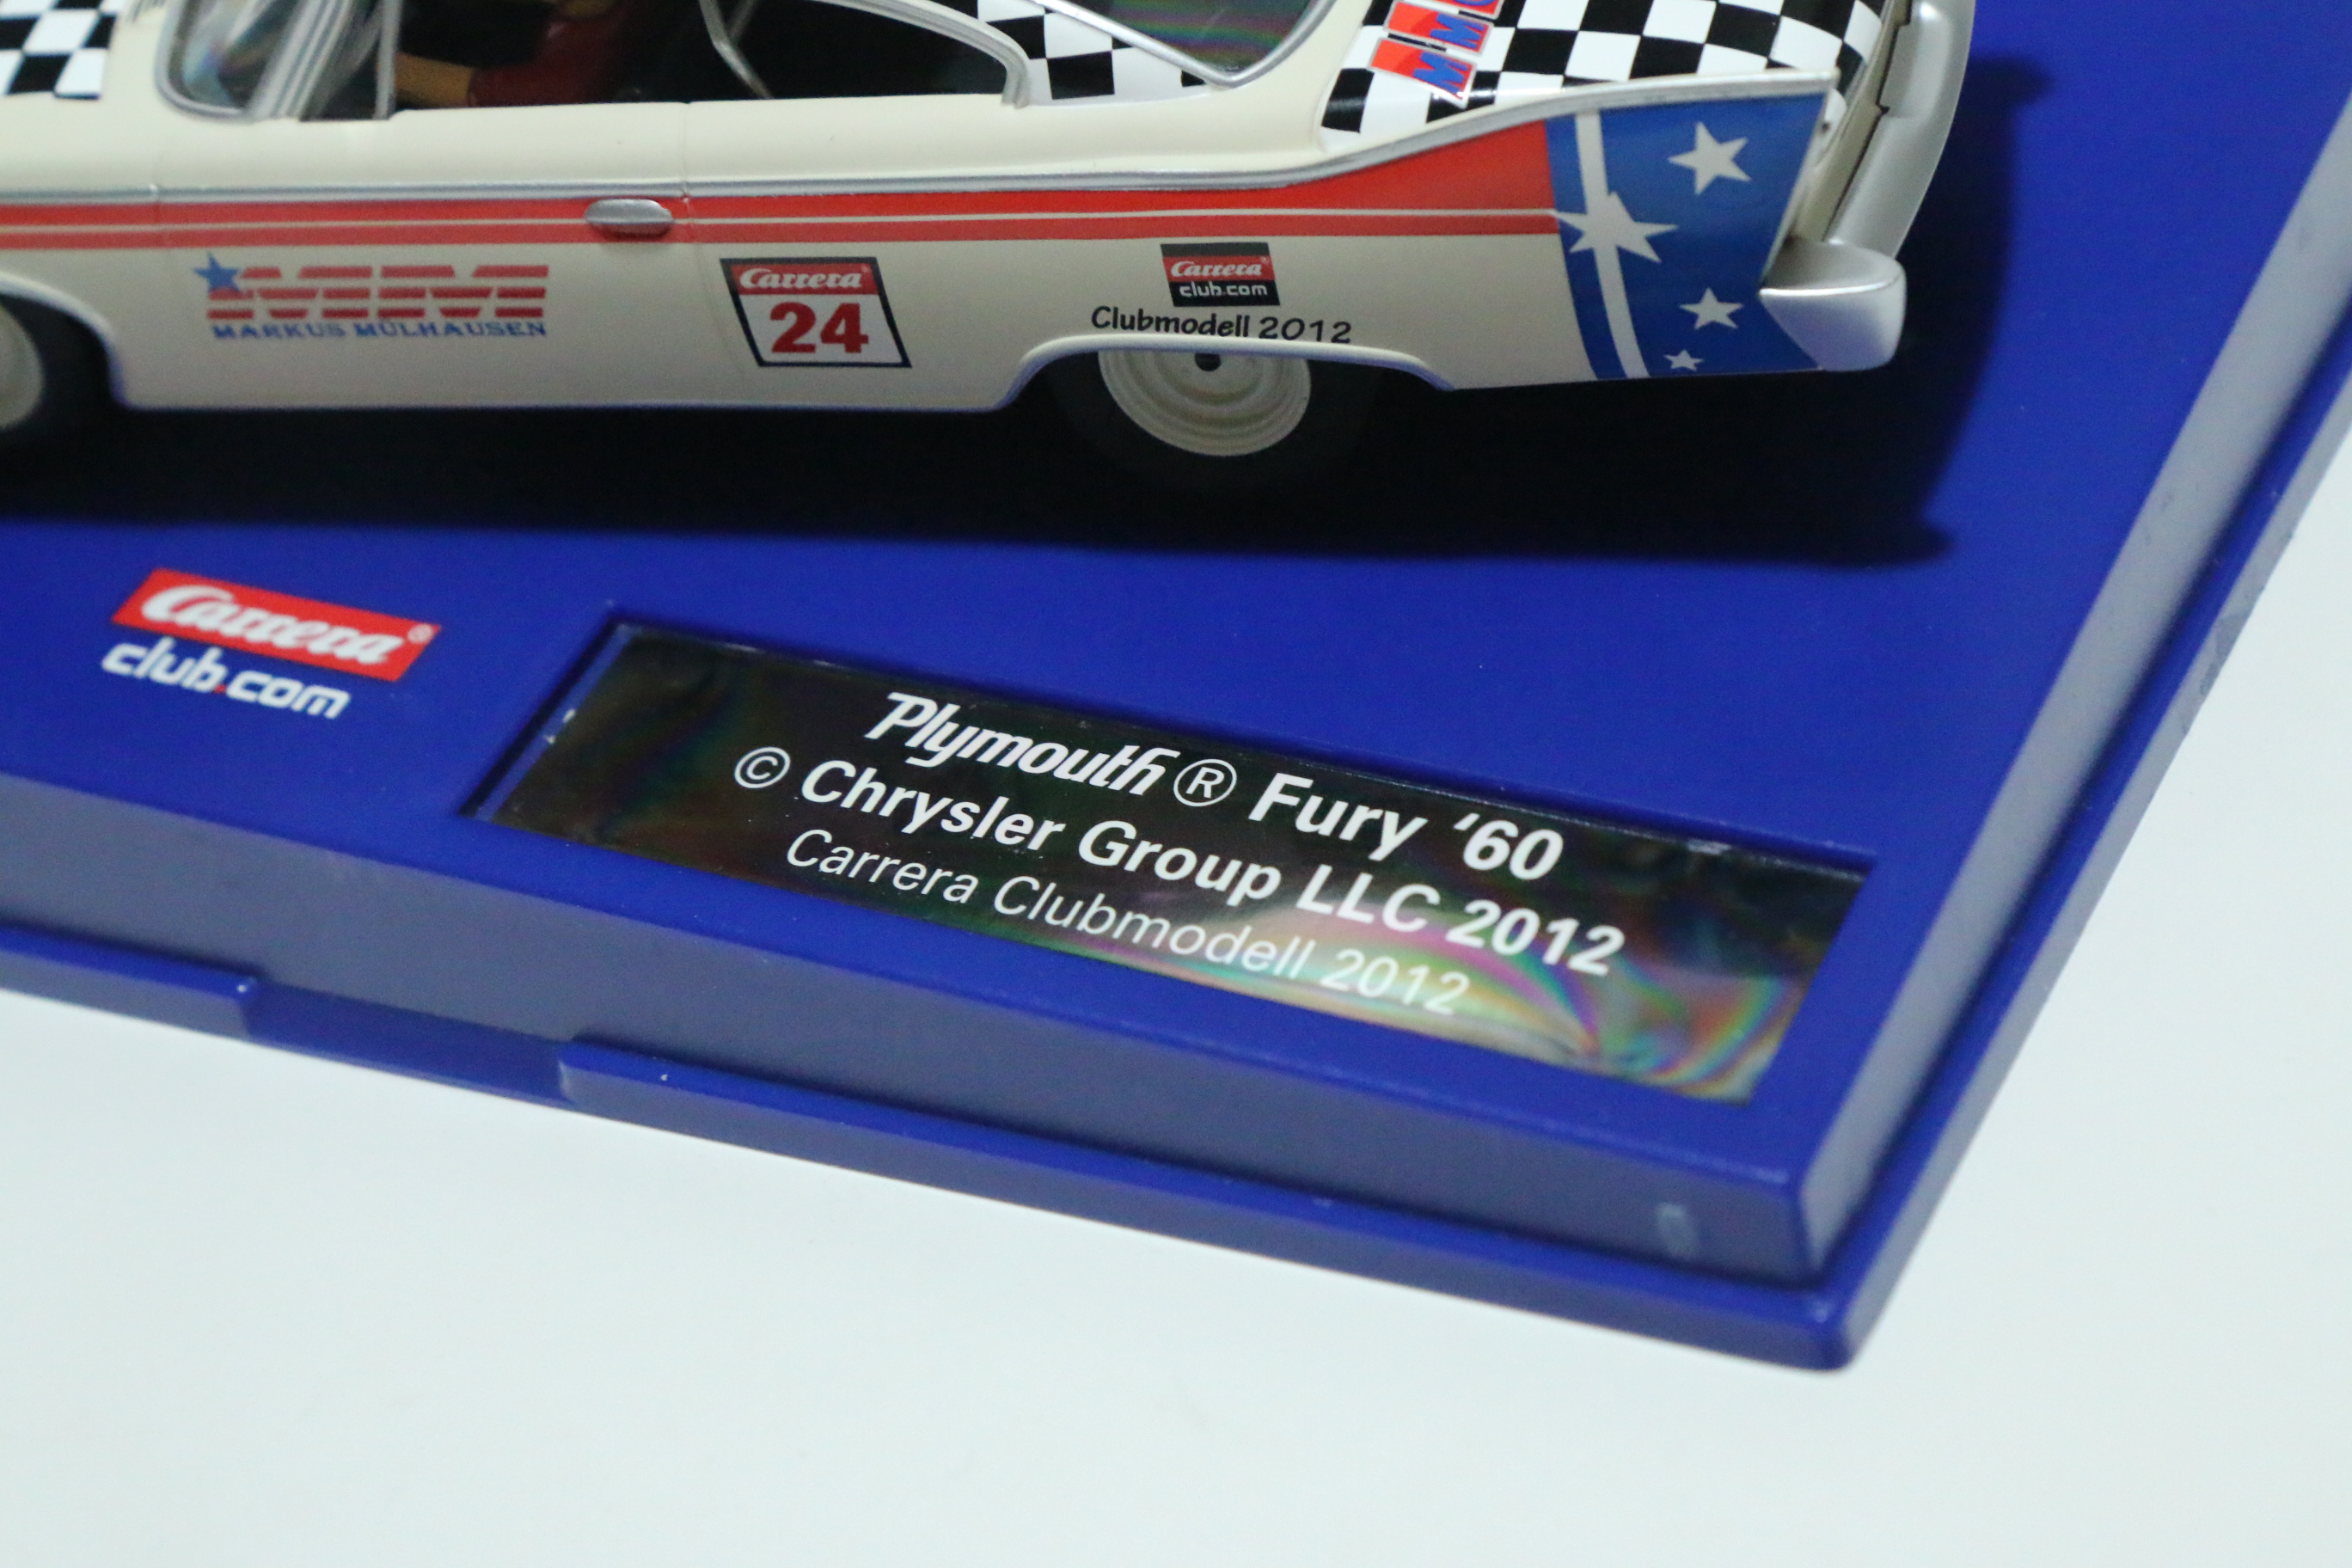 MM
MARKUS MÜLHAUSEN
Carrera®
24
Carrera®
club.com
Clubmodell 2012
Carrera®
club.com
Plymouth ® Fury ‘60
© Chrysler Group LLC 2012
Carrera Clubmodell 2012